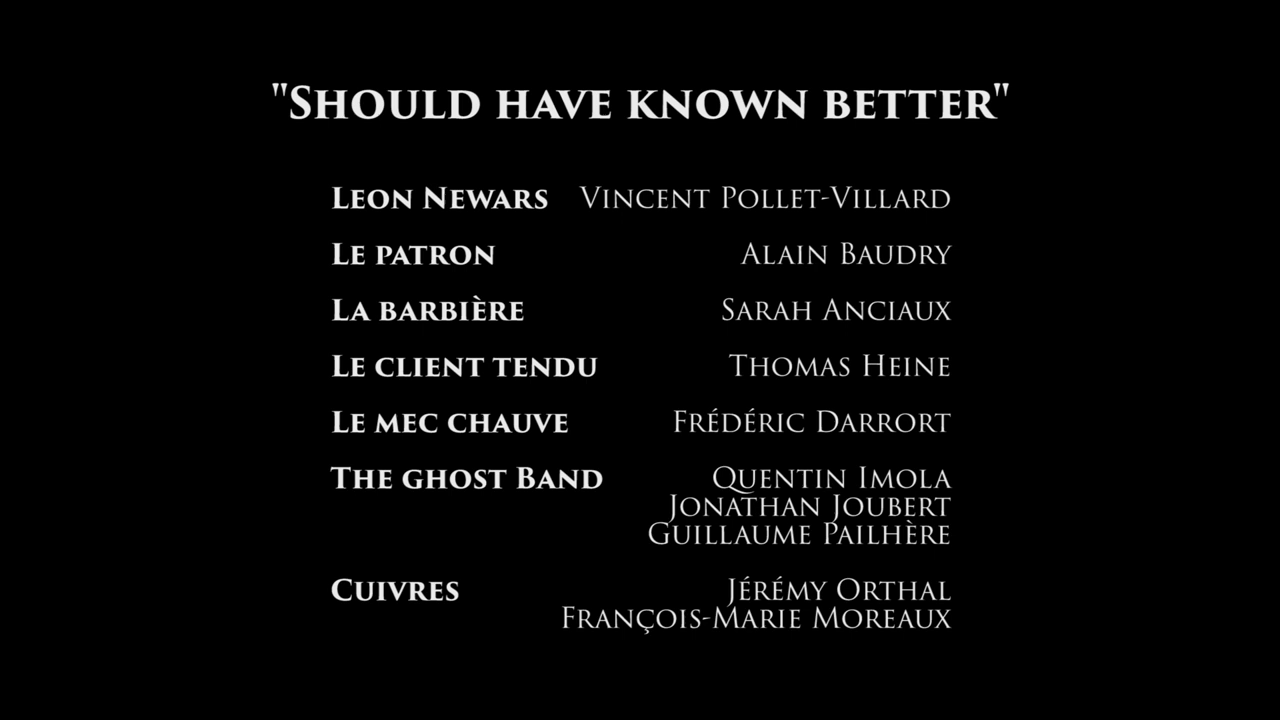 "Should have known better"
Leon Newars Vincent Pollet-Villard
Le patron Alain Baudry
La barbière Sarah Anciaux
Le client tendu Thomas Heine
Le mec chauve Frédéric Darrort
The ghost Band Quentin Imola
Jonathan Joubert
Guillaume Pailhère
Cuivres Jérémy Orthal
François-Marie Moreaux